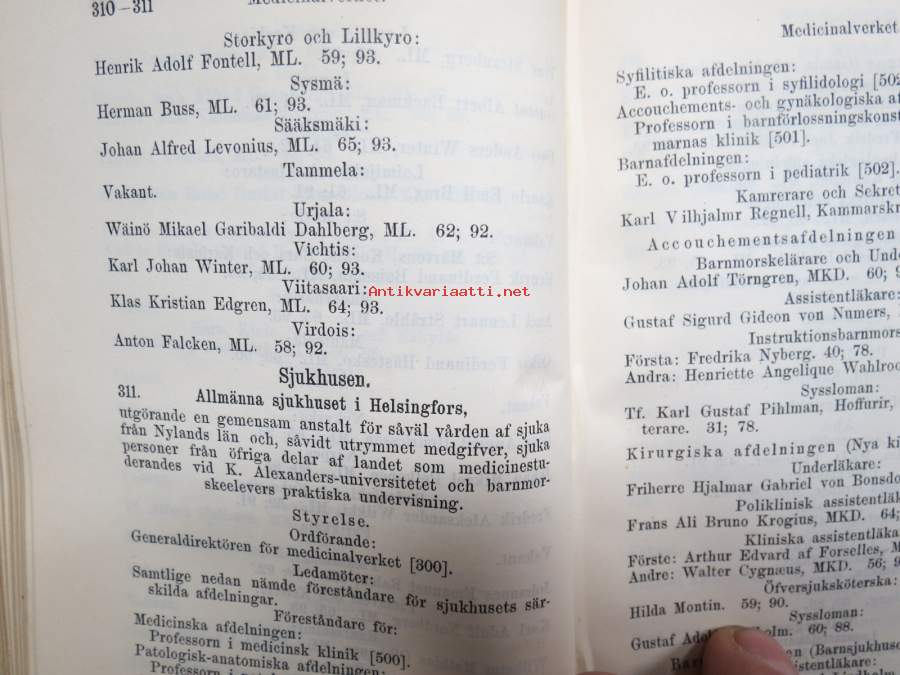 310–311
Medicinalverket.
Storkyro och Lillkyro:
Henrik Adolf Fontell, ML. 59; 93.
Sysmä:
Herman Buss, ML. 61; 93.
Sääksmäki:
Johan Alfred Levonius, ML. 65; 93.
Tammela:
Vakant.
Urjala:
Wäinö Mikael Garibaldi Dahlberg, ML. 62; 92.
Vichtis:
Karl Johan Winter, ML. 60; 93.
Viitasaari:
Klas Kristian Edgren, ML. 64; 93.
Virdois:
Anton Falcken, ML. 58; 92.
Sjukhusen.
311. Allmänna sjukhuset i Helsingfors,
utgörande en gemensam anstalt för såväl vården af sjuka
från Nylands län och, såvidt utrymmet medgifver, sjuka
personer från öfriga delar af landet som medicinestu-
derandes vid K. Alexanders-universitetet och barnmor-
skeelevers praktiska undervisning.
Styrelse.
Ordförande:
Generaldirektören för medicinalverket [300].
Ledamöter:
Samtlige nedan nämde föreståndare för sjukhusets sär-
skilda afdelningar.
Föreståndare för:
Medicinska afdelningen:
Professorn i medicinsk klinik [500].
Patologisk-anatomiska afdelningen:
Professorn i
Medicinalverket
Syfilitiska afdelningen:
E. o. professorn i syfilidologi [502
Accouchements- och gynäkologiska af
Professorn i barnförlossningskonst
marnas klinik [501].
Barnafdelningen:
E. o. professorn i pediatrik [502].
Kamrerare och Sekret
Karl Vilhjalmr Regnell, Kammarskr
Accouchementsafdelningen
Barnmorskelärare och Und
Johan Adolf Törngren, MKD. 60;
Assistentläkare:
Gustaf Sigurd Gideon von Numers,
Instruktionsbarnmors
Första: Fredrika Nyberg. 40; 78.
Andra: Henriette Angelique Wahlroo
Syssloman:
Tf. Karl Gustaf Pihlman, Hoffurir,
terare. 31; 78.
Kirurgiska afdelningen (Nya ki
Underläkare:
Friherre Hjalmar Gabriel von Bonsdo
Poliklinisk assistentläk
Frans Ali Bruno Krogius, MKD. 64;
Kliniska assistentläka
Förste: Arthur Edvard af Forselles, M
Andre: Walter Cygnæus, MKD. 56;
Öfversjuksköterska:
Hilda Montin. 59; 90.
Syssloman:
Gustaf Ado olm. 60; 88.
Bar en (Barnsjukhuse
istentläkare:
Antikvariaatti.net